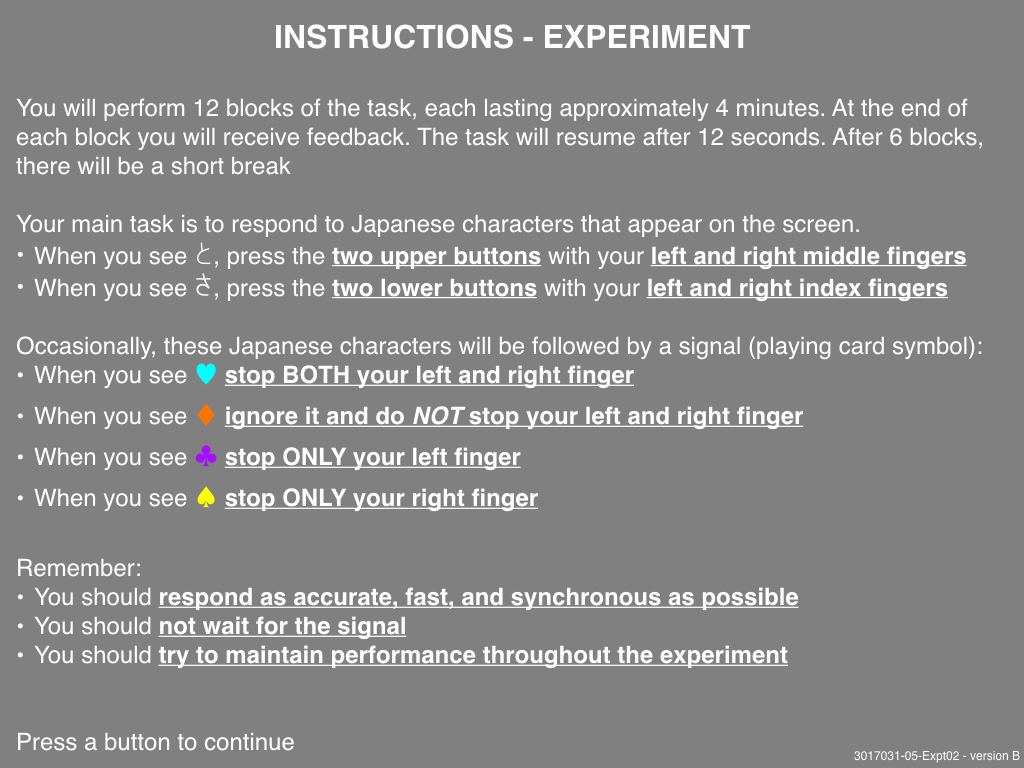 INSTRUCTIONS - EXPERIMENT
You will perform 12 blocks of the task, each lasting approximately 4 minutes. At the end of
each block you will receive feedback. The task will resume after 12 seconds. After 6 blocks,
there will be a short break
Your main task is to respond to Japanese characters that appear on the screen.
• When you see と, press the two upper buttons with your left and right middle fingers
• When you see さ, press the two lower buttons with your left and right index fingers
Occasionally, these Japanese characters will be followed by a signal (playing card symbol):
• When you see ♥ stop BOTH your left and right finger
• When you see ♦ ignore it and do NOT stop your left and right finger
• When you see ♣ stop ONLY your left finger
• When you see ♠ stop ONLY your right finger
Remember:
• You should respond as accurate, fast, and synchronous as possible
• You should not wait for the signal
• You should try to maintain performance throughout the experiment
Press a button to continue
3017031-05-Expt02 - version B